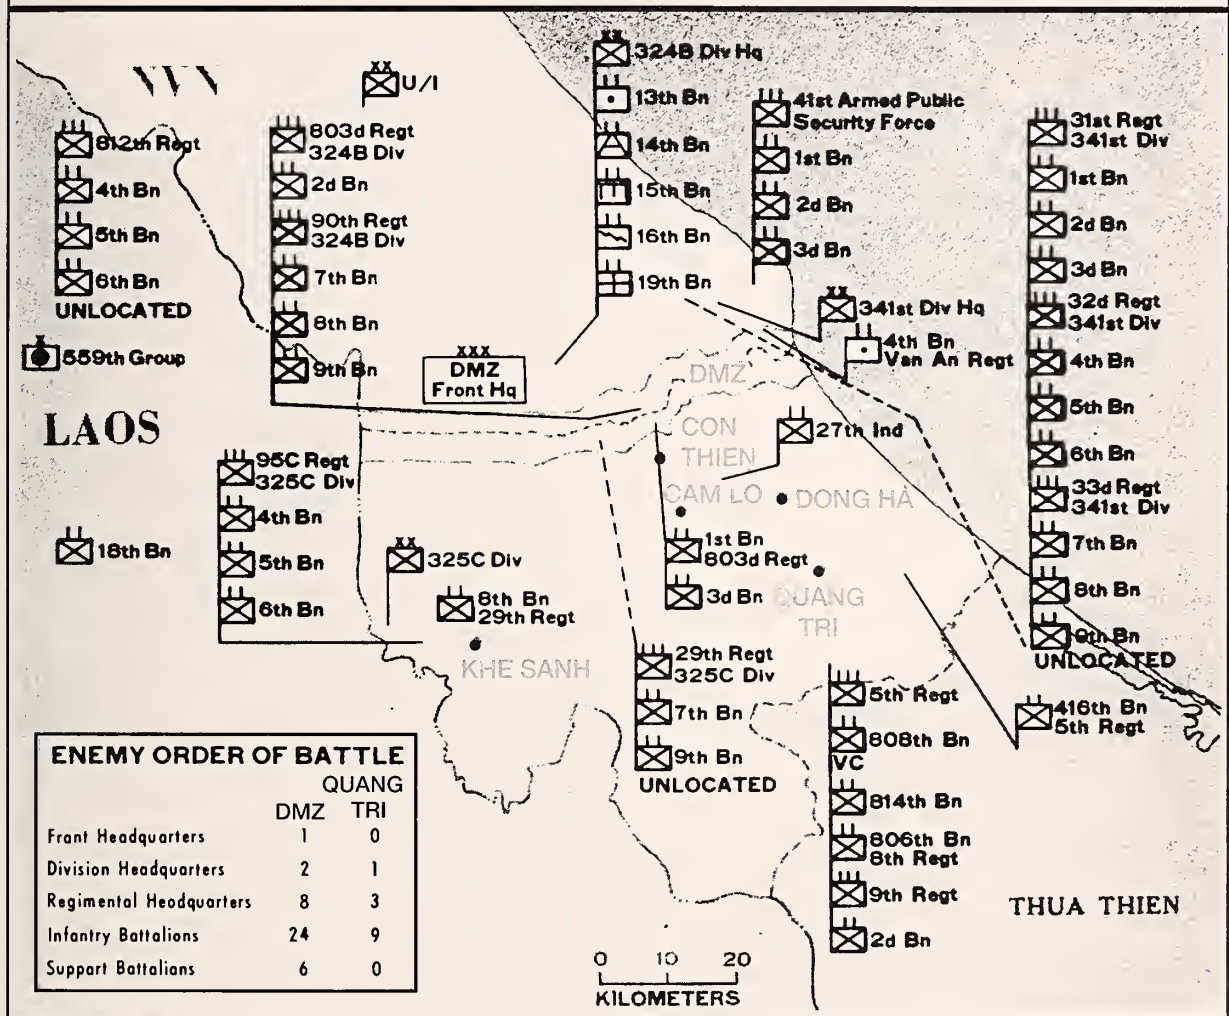 NVN
XX
U/I
XX
324B Div Hq
13th Bn
14th Bn
15th Bn
16th Bn
19th Bn
41st Armed Public
Security Force
1st Bn
2d Bn
3d Bn
31st Regt
341st Div
1st Bn
2d Bn
3d Bn
32d Regt
341st Div
4th Bn
5th Bn
6th Bn
33d Regt
341st Div
7th Bn
8th Bn
9th Bn
UNLOCATED
812th Regt
4th Bn
5th Bn
6th Bn
UNLOCATED
X
559th Group
803d Regt
324B Div
2d Bn
90th Regt
324B Div
7th Bn
8th Bn
9th Bn
XXX
DMZ
Front Hq
XX
341st Div Hq
4th Bn
Van An Regt
DMZ
LAOS
CON
THIEN
27th Ind
CAM LO
DONG HA
95C Regt
325C Div
4th Bn
5th Bn
6th Bn
18th Bn
XX
325C Div
8th Bn
29th Regt
KHE SANH
1st Bn
803d Regt
3d Bn
QUANG
TRI
29th Regt
325C Div
7th Bn
9th Bn
UNLOCATED
5th Regt
808th Bn
VC
814th Bn
806th Bn
8th Regt
9th Regt
2d Bn
416th Bn
5th Regt
THUA THIEN
ENEMY ORDER OF BATTLE
QUANG
DMZ TRI
Frant Headquarters 1 0
Division Headquarters 2 1
Regimental Headquarters 8 3
Infantry Battalions 24 9
Suppart Battalians 6 0
0 10 20
KILOMETERS